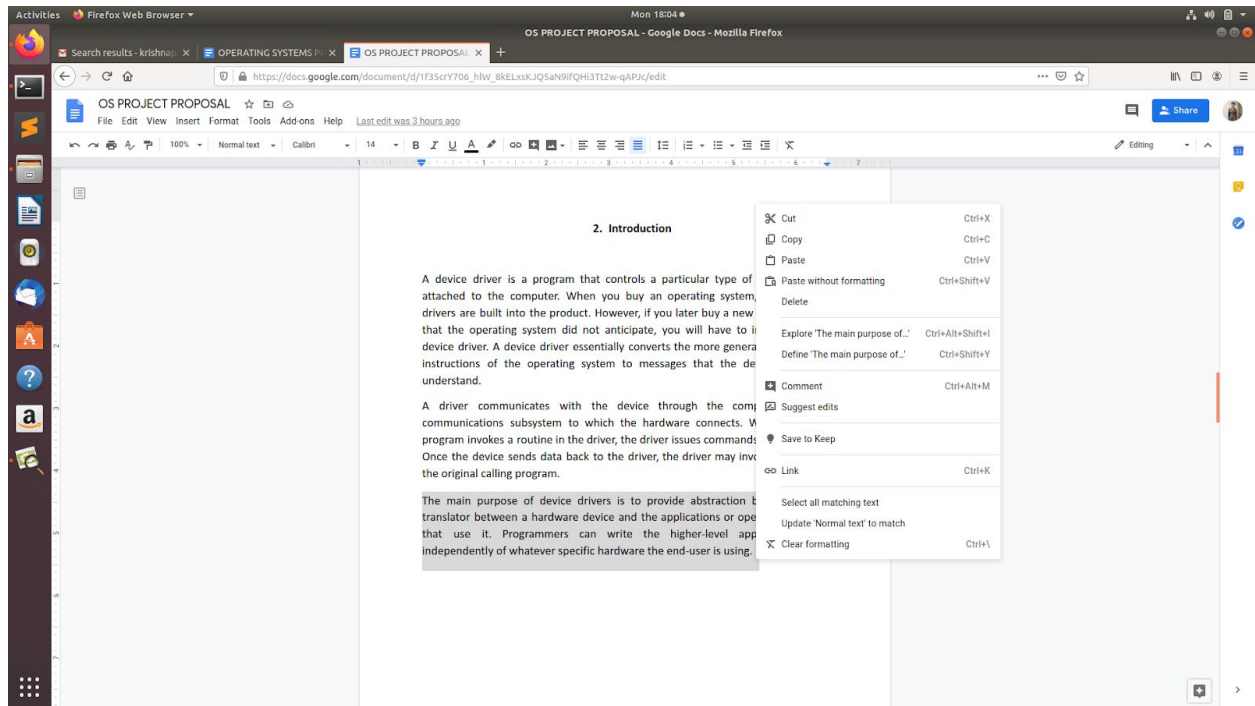 Activities Firefox Web Browser Mon 18:04
OS PROJECT PROPOSAL - Google Docs - Mozilla Firefox
Search results - krishnap OPERATING SYSTEMS P OS PROJECT PROPOSAL
https://docs.google.com/document/d/1f35crY706_hlW_8kELxsKJQ5aN9ifQHi3Tt2w-qAPJc/edit
OS PROJECT PROPOSAL
File Edit View Insert Format Tools Add-ons Help Last edit was 3 hours ago
Share
100% Normal text Calibri 14 B I U A Editing
1 1 2 3 4 5 6 7
2. Introduction
A device driver is a program that controls a particular type of
attached to the computer. When you buy an operating system,
drivers are built into the product. However, if you later buy a new
that the operating system did not anticipate, you will have to
device driver. A device driver essentially converts the more
instructions of the operating system to messages that the
understand.
A driver communicates with the device through the
communications subsystem to which the hardware connects.
program invokes a routine in the driver, the driver issues commands
Once the device sends data back to the driver, the driver may
the original calling program.
The main purpose of device drivers is to provide abstraction
translator between a hardware device and the applications or
that use it. Programmers can write the higher-level
independently of whatever specific hardware the end-user is using.
Cut Ctrl+X
Copy Ctrl+C
Paste Ctrl+V
Paste without formatting Ctrl+Shift+V
Delete
Explore 'The main purpose of...' Ctrl+Alt+Shift+I
Define 'The main purpose of...' Ctrl+Shift+Y
Comment Ctrl+Alt+M
Suggest edits
Save to Keep
Link Ctrl+K
Select all matching text
Update 'Normal text' to match
Clear formatting Ctrl+\